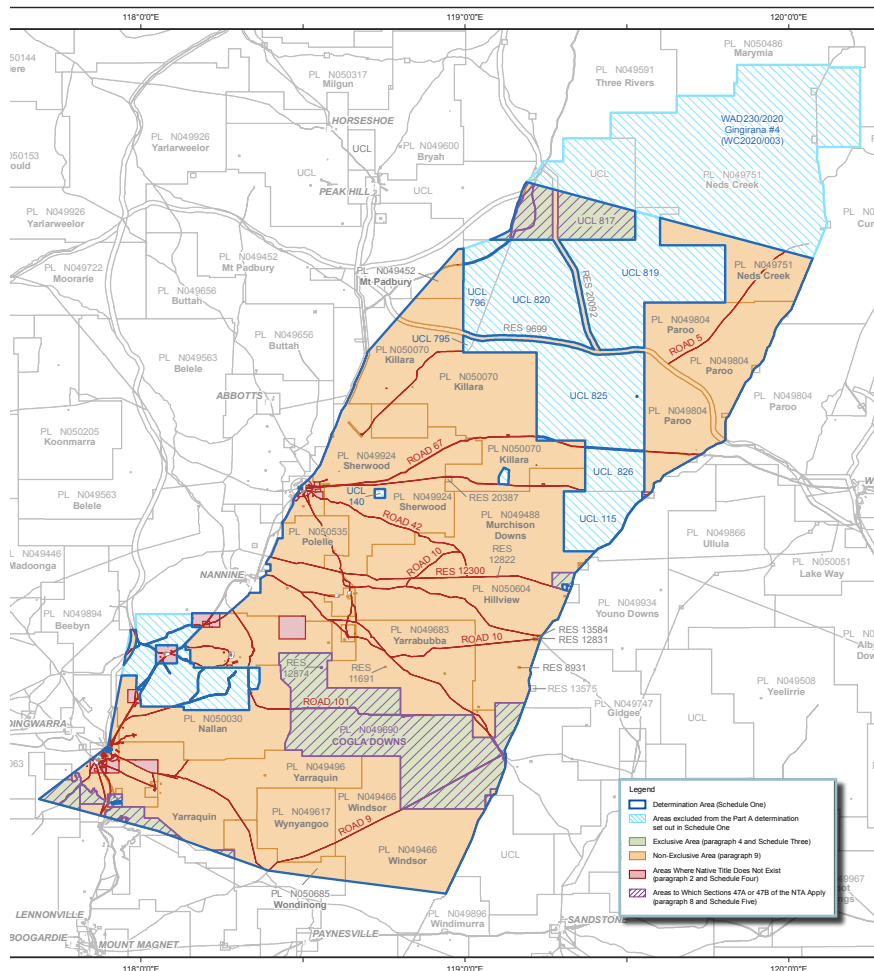 118°0'0"E
119°0'0"E
120°0'0"E
PL N050486
Marymia
050144
ere
PL N050317
Milgun
PL N049591
Three Rivers
HORSESHOE
WAD230/2020
Gingirana #4
(WC2020/003)
PL N049926
Yarlarweelor
UCL
PL N049600
Bryah
050153
ould
UCL
UCL
PL N049751
Neds Creek
PEAK HILL
UCL
PL N049926
Yarlarweelor
UCL 817
PL N049452
Mt Padbury
PL N049452
Mt Padbury
PL N049722
Moorarie
PL N049751
Neds Creek
UCL 819
PL N049656
Buttah
UCL
796
UCL 820
RES 20092
PL N049804
Paroo
RES 9699
PL N049656
Buttah
UCL 795
ROAD 5
PL N050070
Killara
PL N049563
Belele
PL N049804
Paroo
PL N050070
Killara
UCL 825
PL N049804
Paroo
ABBOTTS
PL N049804
Paroo
PL N050205
Koonmarra
ROAD 67
PL N050070
Killara
PL N049924
Sherwood
UCL
826
PL N049563
Belele
UCL
140
PL N049924
Sherwood
RES 20387
PL N049488
Murchison
Downs
UCL 115
ROAD 42
PL N050535
Polelle
PL N049866
Ullula
RES
12822
ROAD 10
PL N049446
Madoonga
PL N050051
Lake Way
NANNINE
RES 12300
PL N050604
Hillview
PL N049934
Youno Downs
PL N049894
Beebyn
PL N049683
Yarrabubba
ROAD 10
RES 13584
RES 12831
RES
12874
RES
11691
RES 8931
RES 13575
PL N049508
Yeelirrie
PL N049747
Gidgee
ROAD 101
PL N050030
Nallan
UCL
DINGWARRA
PL N049690
COGLA DOWNS
063
PL N049496
Yarraquin
PL N049466
Windsor
Yarraquin
PL N049617
Wynyangoo
ROAD 9
PL N049466
Windsor
UCL
PL N050685
Wondinong
LENNONVILLE
PL N049896
Windimurra
SANDSTONE
BOOGARDIE
MOUNT MAGNET
PAYNESVILLE
Legend
Determination Area (Schedule One)
Areas excluded from the Part A determination
set out in Schedule One
Exclusive Area (paragraph 4 and Schedule Three)
Non-Exclusive Area (paragraph 9)
Areas Where Native Title Does Not Exist
(paragraph 2 and Schedule Four)
Areas to Which Sections 47A or 47B of the NTA Apply
(paragraph 8 and Schedule Five)
118°0'0"E
119°0'0"E
120°0'0"E